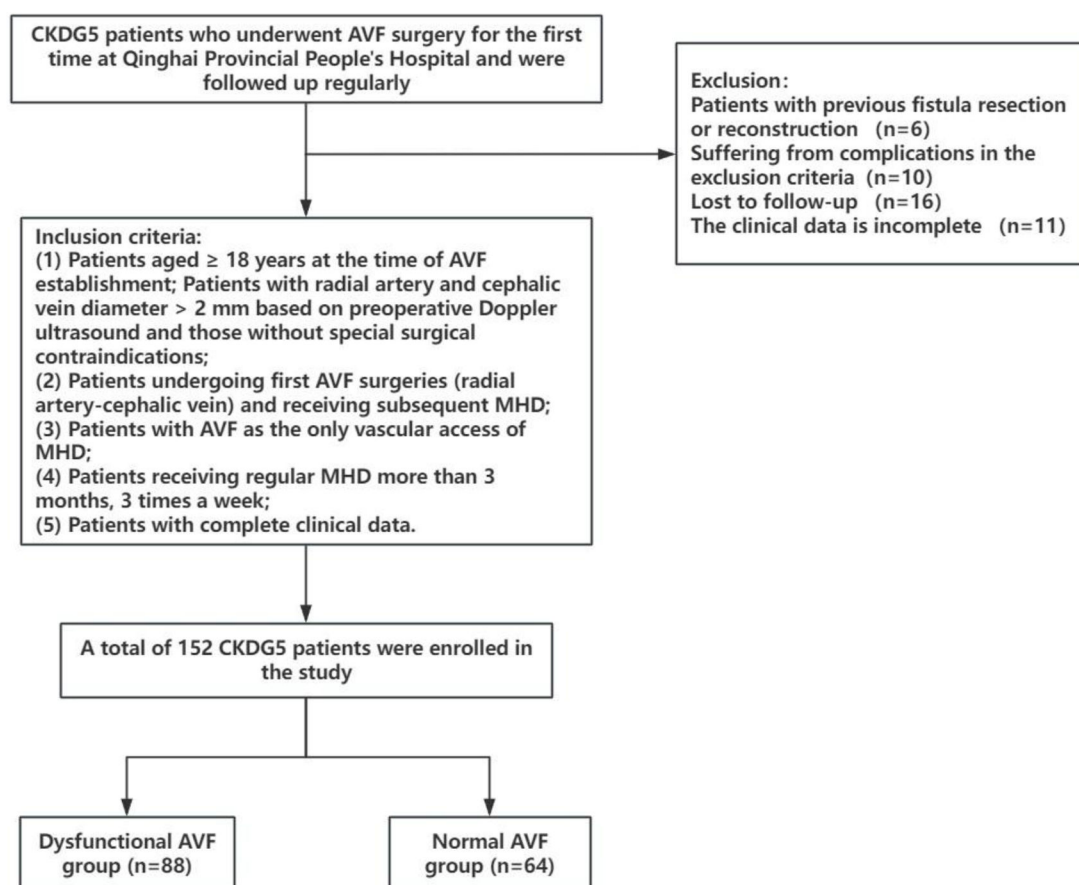 CKDG5 patients who underwent AVF surgery for the first
time at Qinghai Provincial People's Hospital and were
followed up regularly
Exclusion:
Patients with previous fistula resection
or reconstruction (n=6)
Suffering from complications in the
exclusion criteria (n=10)
Lost to follow-up (n=16)
The clinical data is incomplete (n=11)
Inclusion criteria:
(1) Patients aged ≥ 18 years at the time of AVF
establishment; Patients with radial artery and cephalic
vein diameter > 2 mm based on preoperative Doppler
ultrasound and those without special surgical
contraindications;
(2) Patients undergoing first AVF surgeries (radial
artery-cephalic vein) and receiving subsequent MHD;
(3) Patients with AVF as the only vascular access of
MHD;
(4) Patients receiving regular MHD more than 3
months, 3 times a week;
(5) Patients with complete clinical data.
A total of 152 CKDG5 patients were enrolled in
the study
Dysfunctional AVF
group (n=88)
Normal AVF
group (n=64)